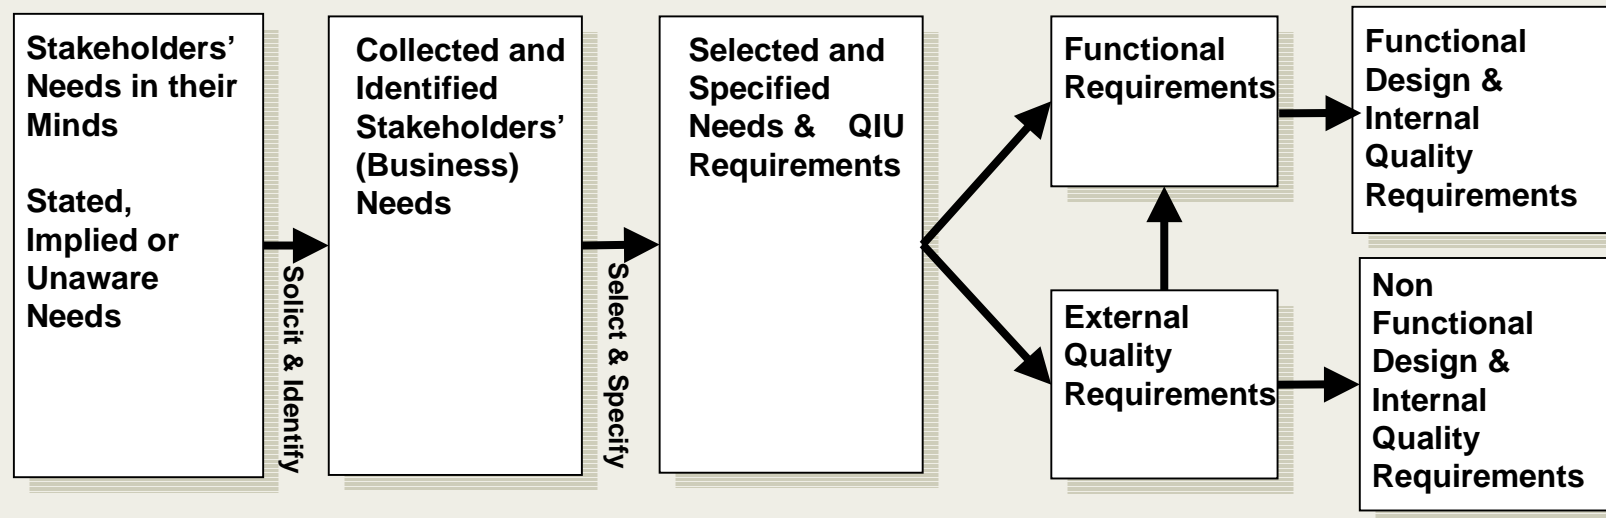 Stakeholders’
Needs in their
Minds
Stated,
Implied or
Unaware
Needs
Solicit & Identify
Collected and
Identified
Stakeholders’
(Business)
Needs
Select & Specify
Selected and
Specified
Needs & QIU
Requirements
Functional
Requirements
External
Quality
Requirements
Functional
Design &
Internal
Quality
Requirements
Non
Functional
Design &
Internal
Quality
Requirements